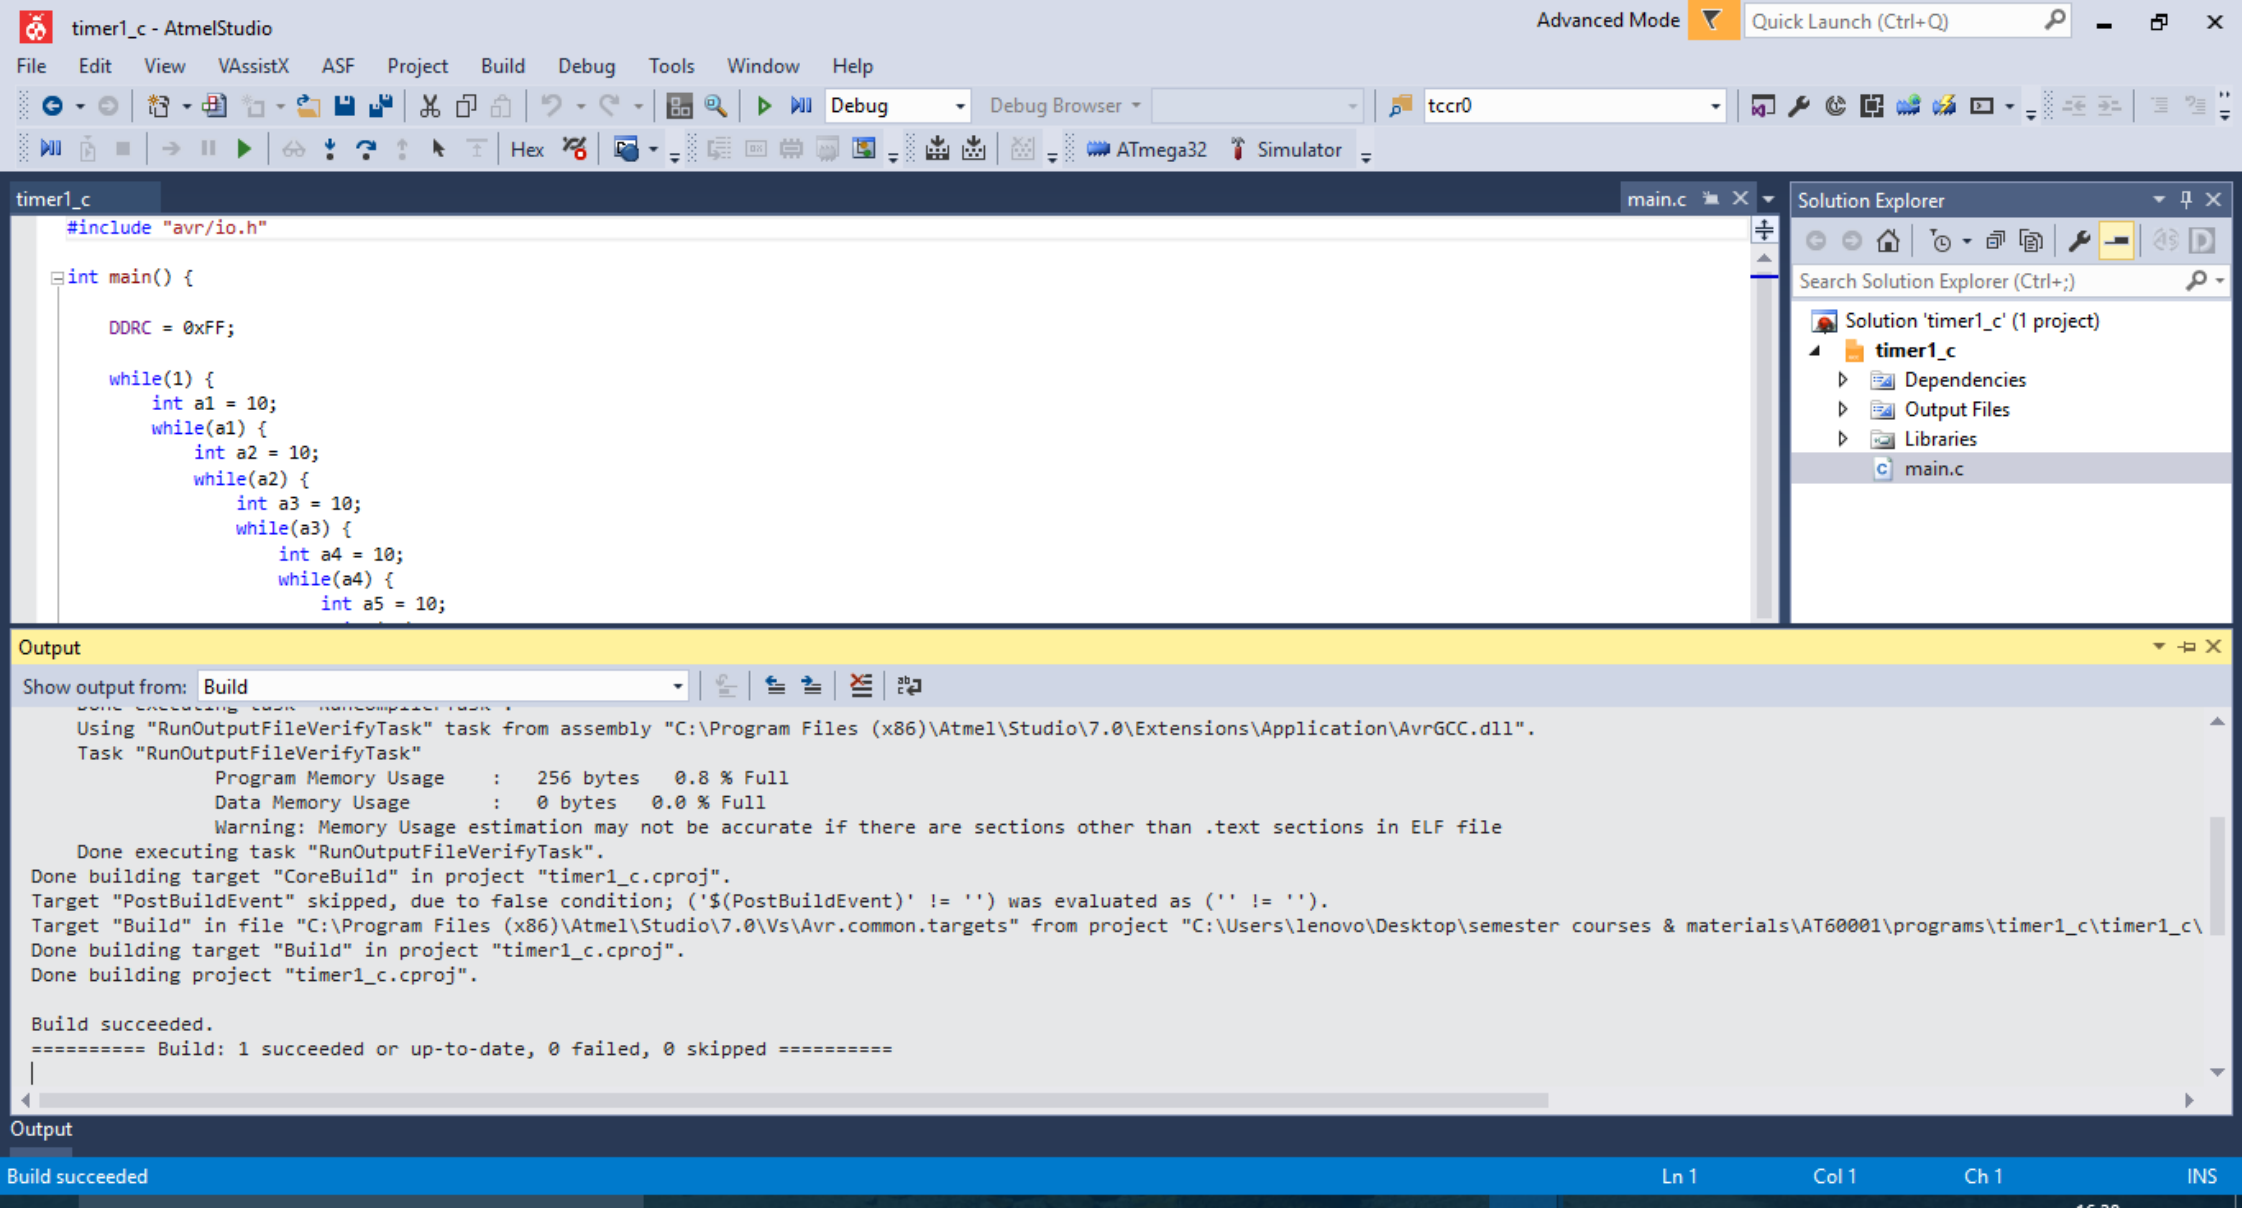 timer1_c - AtmelStudio
Advanced Mode
Quick Launch (Ctrl+Q)
File Edit View VAssistX ASF Project Build Debug Tools Window Help
Debug Debug Browser tccr0
Hex ATmega32 Simulator
timer1_c
main.c
#include "avr/io.h"
int main() {
DDRC = 0xFF;
while(1) {
int a1 = 10;
while(a1) {
int a2 = 10;
while(a2) {
int a3 = 10;
while(a3) {
int a4 = 10;
while(a4) {
int a5 = 10;
Solution Explorer
Search Solution Explorer (Ctrl+;)
Solution 'timer1_c' (1 project)
timer1_c
Dependencies
Output Files
Libraries
main.c
Output
Show output from: Build
Done executing task "RunCompilerTask".
Using "RunOutputFileVerifyTask" task from assembly "C:\Program Files (x86)\Atmel\Studio\7.0\Extensions\Application\AvrGCC.dll".
Task "RunOutputFileVerifyTask"
Program Memory Usage : 256 bytes 0.8 % Full
Data Memory Usage : 0 bytes 0.0 % Full
Warning: Memory Usage estimation may not be accurate if there are sections other than .text sections in ELF file
Done executing task "RunOutputFileVerifyTask".
Done building target "CoreBuild" in project "timer1_c.cproj".
Target "PostBuildEvent" skipped, due to false condition; ('$(PostBuildEvent)' != '') was evaluated as ('' != '').
Target "Build" in file "C:\Program Files (x86)\Atmel\Studio\7.0\Vs\Avr.common.targets" from project "C:\Users\lenovo\Desktop\semester courses & materials\AT60001\programs\timer1_c\timer1_c\
Done building target "Build" in project "timer1_c.cproj".
Done building project "timer1_c.cproj".
Build succeeded.
========== Build: 1 succeeded or up-to-date, 0 failed, 0 skipped ==========
Output
Build succeeded
Ln 1 Col 1 Ch 1 INS